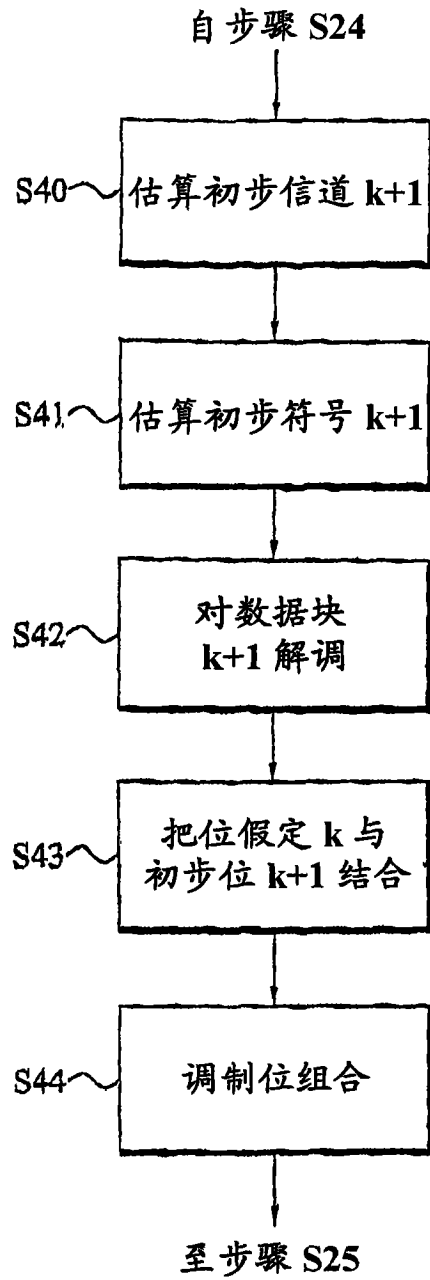 自步骤 S24
S40
估算初步信道 k+1
S41
估算初步符号 k+1
S42
对数据块
k+1 解调
S43
把位假定 k 与
初步位 k+1 结合
S44
调制位组合
至步骤 S25